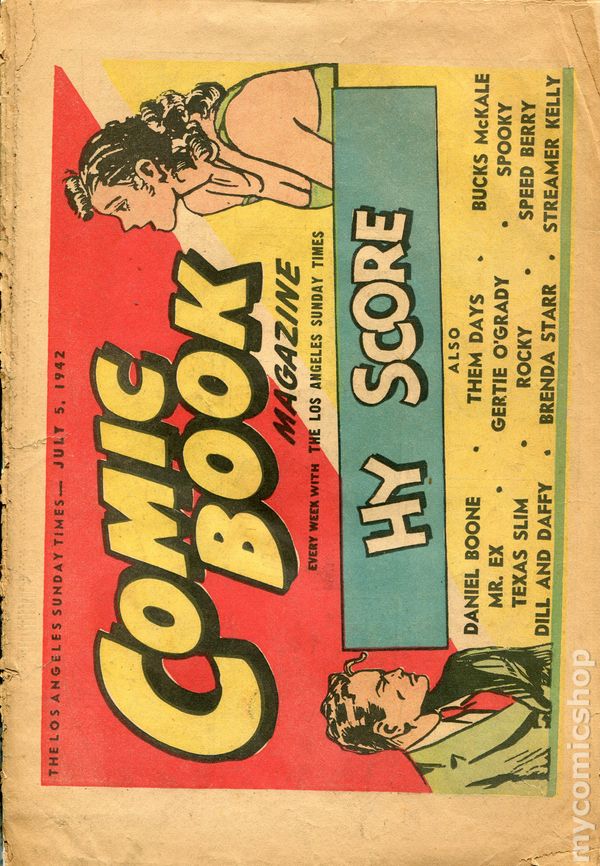 THE LOS ANGELES SUNDAY TIMES — JULY 5, 1942
COMIC
BOOK
MAGAZINE
EVERY WEEK WITH THE LOS ANGELES SUNDAY TIMES
HY SCORE
ALSO
DANIEL BOONE • THEM DAYS • BUCKS McKALE
MR. EX • GERTIE O'GRADY • SPOOKY
TEXAS SLIM • ROCKY • SPEED BERRY
DILL AND DAFFY • BRENDA STARR • STREAMER KELLY
mycomicshop